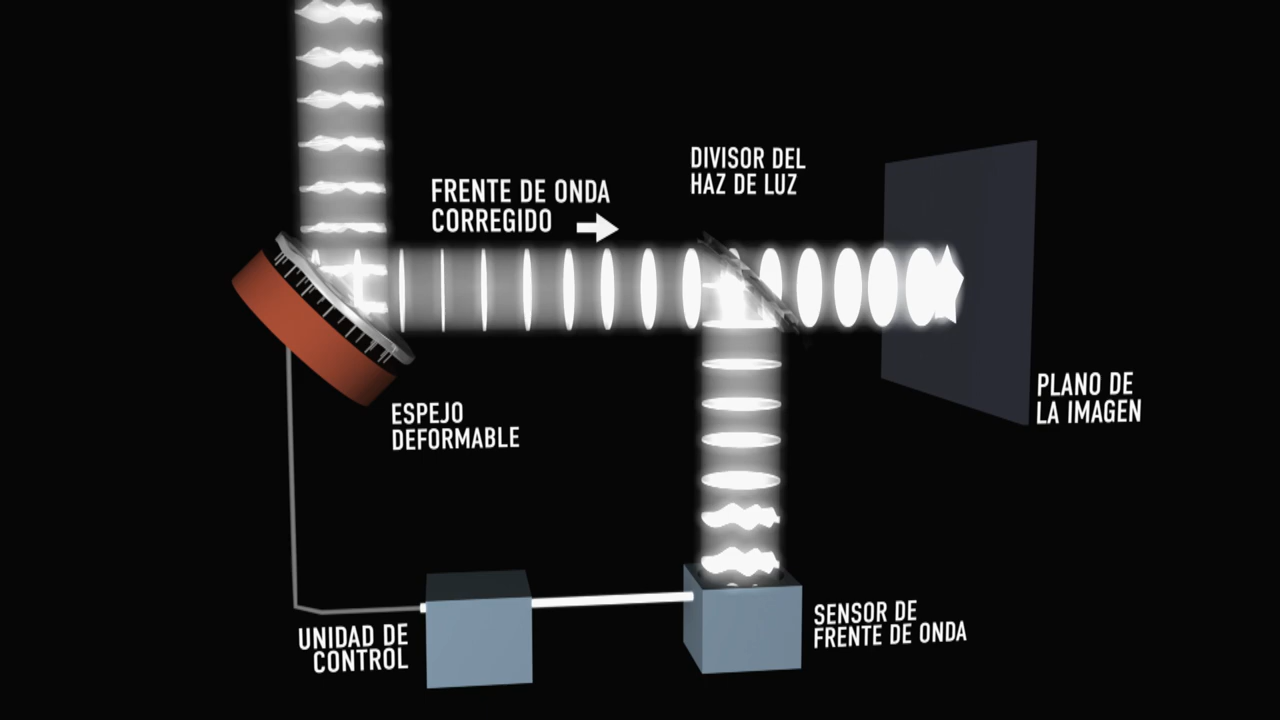 DIVISOR DEL
HAZ DE LUZ
FRENTE DE ONDA
CORREGIDO
PLANO DE
LA IMAGEN
ESPEJO
DEFORMABLE
SENSOR DE
FRENTE DE ONDA
UNIDAD DE
CONTROL